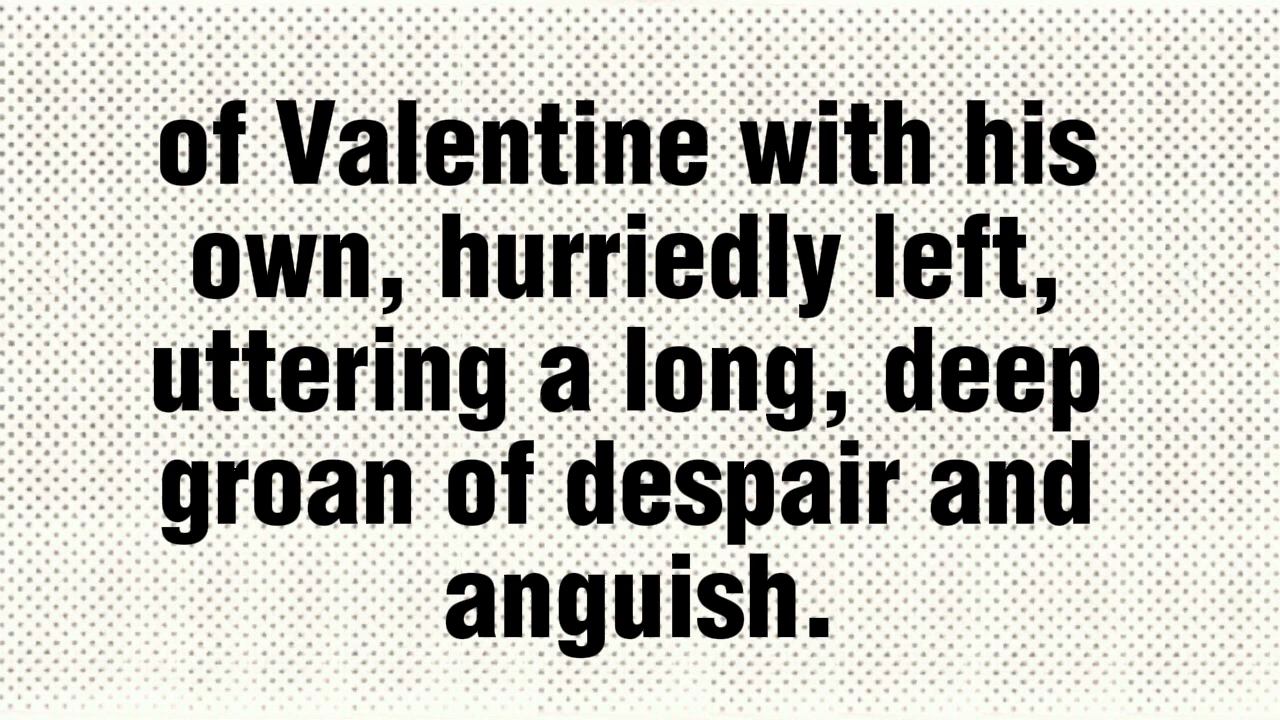 of Valentine with his
own, hurriedly left,
uttering a long, deep
groan of despair and
anguish.